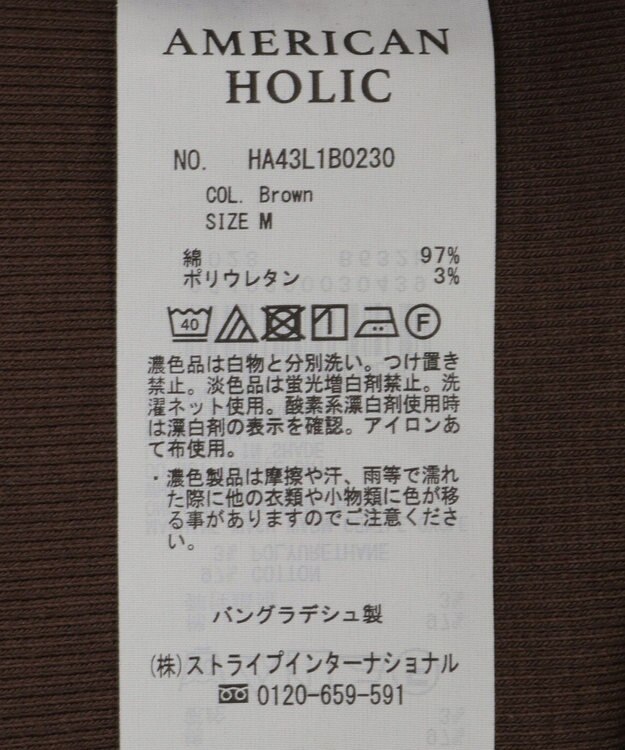 AMERICAN
HOLIC
NO. HA43L1B0230
COL. Brown
SIZE M
綿 97%
ポリウレタン 3%
40 F
濃色品は白物と分別洗い。つけ置き
禁止。淡色品は蛍光増白剤禁止。洗
濯ネット使用。酸素系漂白剤使用時
は漂白剤の表示を確認。アイロンあ
て布使用。
・濃色製品は摩擦や汗、雨等で濡れ
た際に他の衣類や小物類に色が移
る事がありますのでご注意くださ
い。
バングラデシュ製
(株)ストライプインターナショナル
0120-659-591